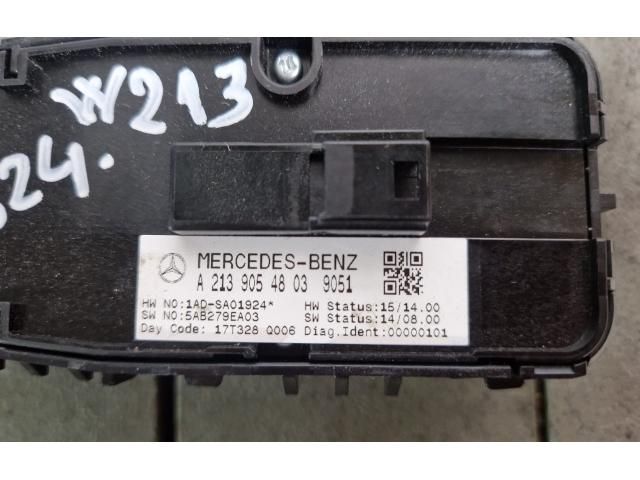 W213
524.
MERCEDES-BENZ
A 213 905 48 03 9051
HW NO:1AD-SA01924* HW Status:15/14.00
SW NO:5AB279EA03 SW Status:14/08.00
Day Code: 17T328 Q006 Diag.Ident:00000101